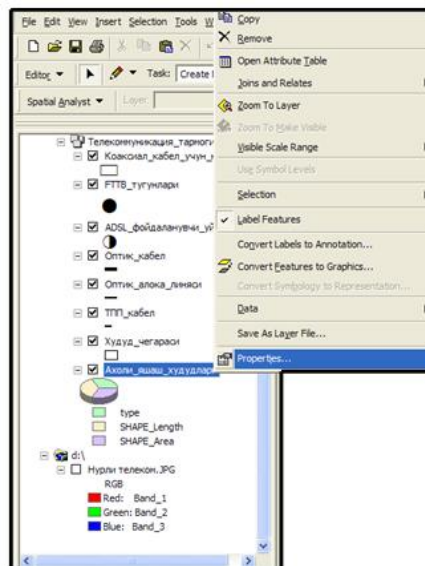 File Edit View Insert Selection Tools W
Editor Task: Create
Spatial Analyst Layer:
Телекоммуникация_тармоги
Коаксиал_кабел_учун_
FTTB_тугунлари
ADSL_фойдаланувчи_уй
Оптик_кабел
Оптик_алока_линяси
ТПП_кабел
Худуд_чегараси
Ахоли_яшаш_худудлари
type
SHAPE_Length
SHAPE_Area
d:\
Нурли телекон.JPG
RGB
Red: Band_1
Green: Band_2
Blue: Band_3
Copy
Remove
Open Attribute Table
Joins and Relates
Zoom To Layer
Zoom To Make Visible
Visible Scale Range
Use Symbol Levels
Selection
Label Features
Convert Labels to Annotation...
Convert Features to Graphics...
Convert Symbology to Representation...
Data
Save As Layer File...
Properties...